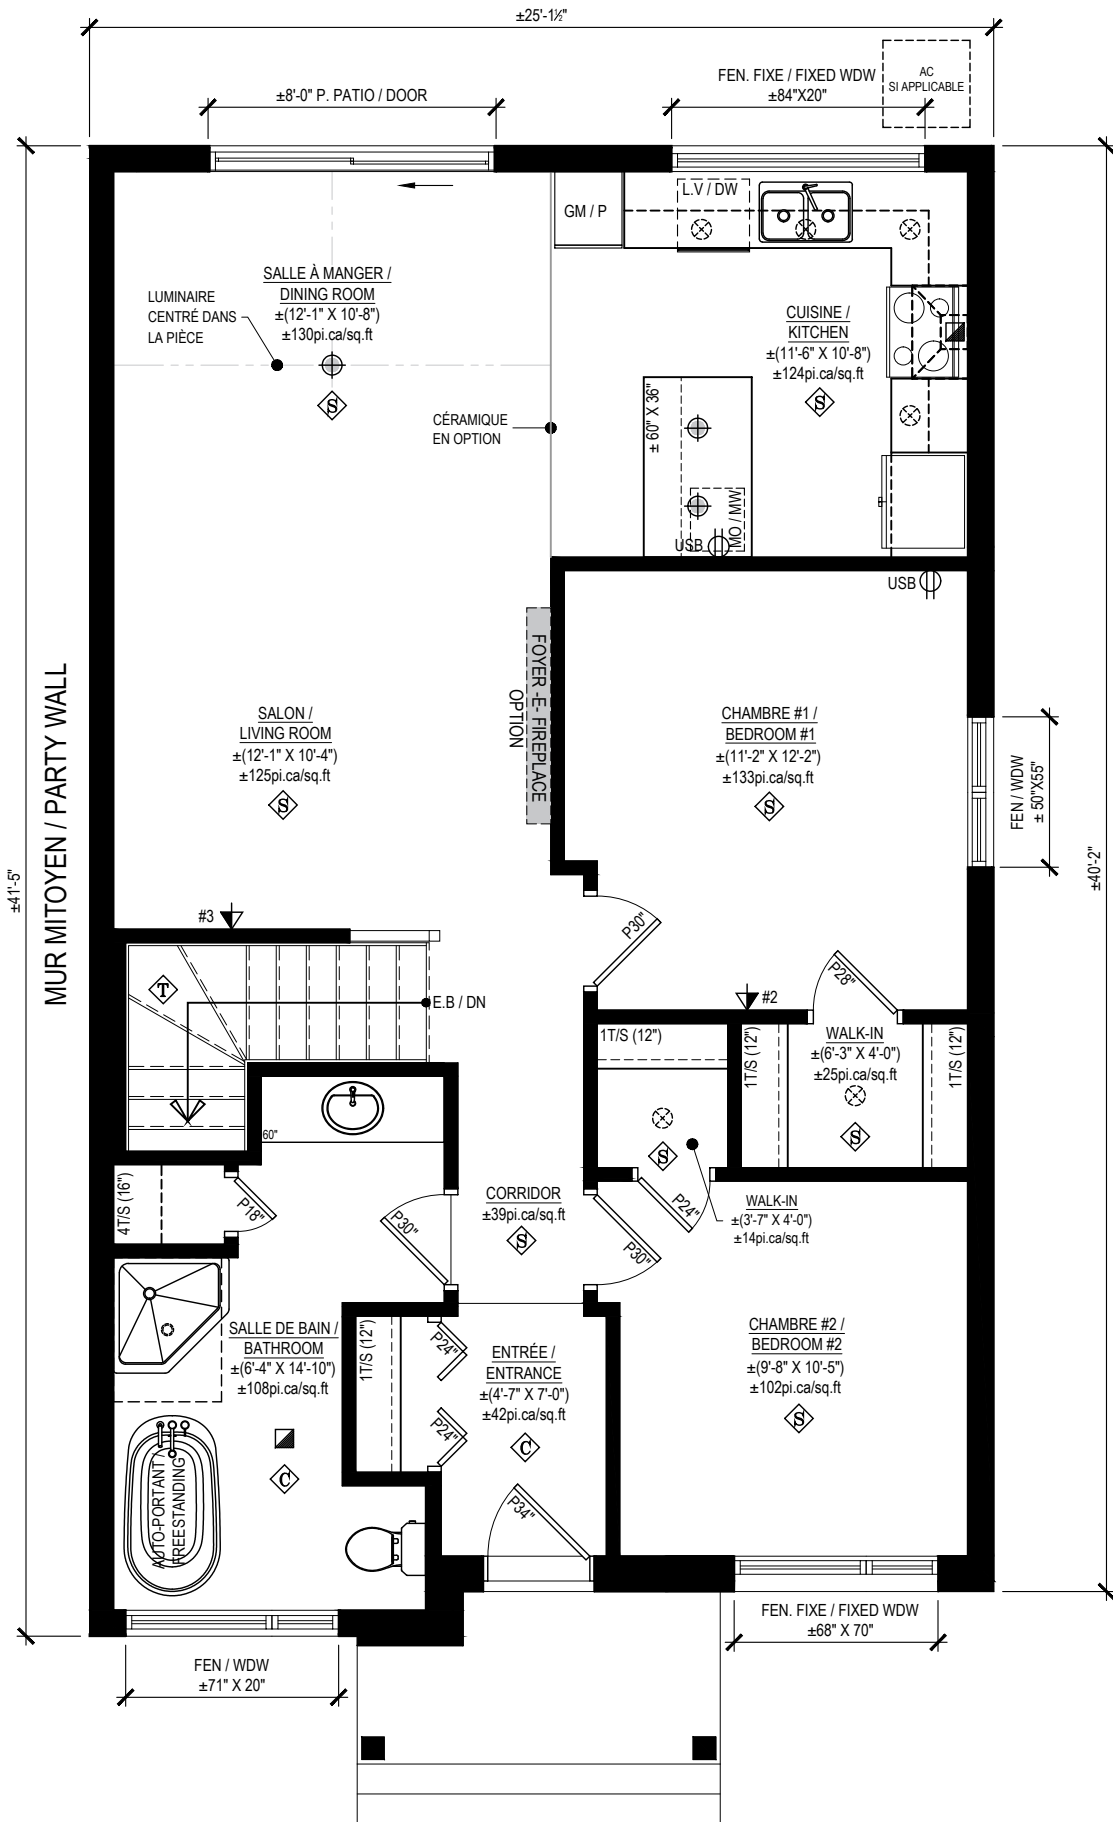 ±25'-1½"
AC
SI APPLICABLE
FEN. FIXE / FIXED WDW
±84"X20"
±8'-0" P. PATIO / DOOR
L.V / DW
GM / P
SALLE À MANGER /
DINING ROOM
±(12'-1" X 10'-8")
±130pi.ca/sq.ft
S
LUMINAIRE
CENTRÉ DANS
LA PIÈCE
CUISINE /
KITCHEN
±(11'-6" X 10'-8")
±124pi.ca/sq.ft
S
CÉRAMIQUE
EN OPTION
± 60" X 36"
MO / MW
USB
USB
FOYER -E- FIREPLACE
OPTION
MUR MITOYEN / PARTY WALL
±41'-5"
±40'-2"
SALON /
LIVING ROOM
±(12'-1" X 10'-4")
±125pi.ca/sq.ft
S
CHAMBRE #1 /
BEDROOM #1
±(11'-2" X 12'-2")
±133pi.ca/sq.ft
S
FEN / WDW
± 50"X55"
#3
P30"
T
E.B / DN
#2
P28"
1T/S (12")
1T/S (12")
WALK-IN
±(6'-3" X 4'-0")
±25pi.ca/sq.ft
S
1T/S (12")
60"
S
4T/S (16")
P18"
P30"
CORRIDOR
±39pi.ca/sq.ft
S
P30"
P24"
WALK-IN
±(3'-7" X 4'-0")
±14pi.ca/sq.ft
SALLE DE BAIN /
BATHROOM
±(6'-4" X 14'-10")
±108pi.ca/sq.ft
C
1T/S (12")
P24"
P24"
ENTRÉE /
ENTRANCE
±(4'-7" X 7'-0")
±42pi.ca/sq.ft
C
CHAMBRE #2 /
BEDROOM #2
±(9'-8" X 10'-5")
±102pi.ca/sq.ft
S
AUTO-PORTANT /
FREESTANDING
P34"
FEN. FIXE / FIXED WDW
±68" X 70"
FEN / WDW
±71" X 20"